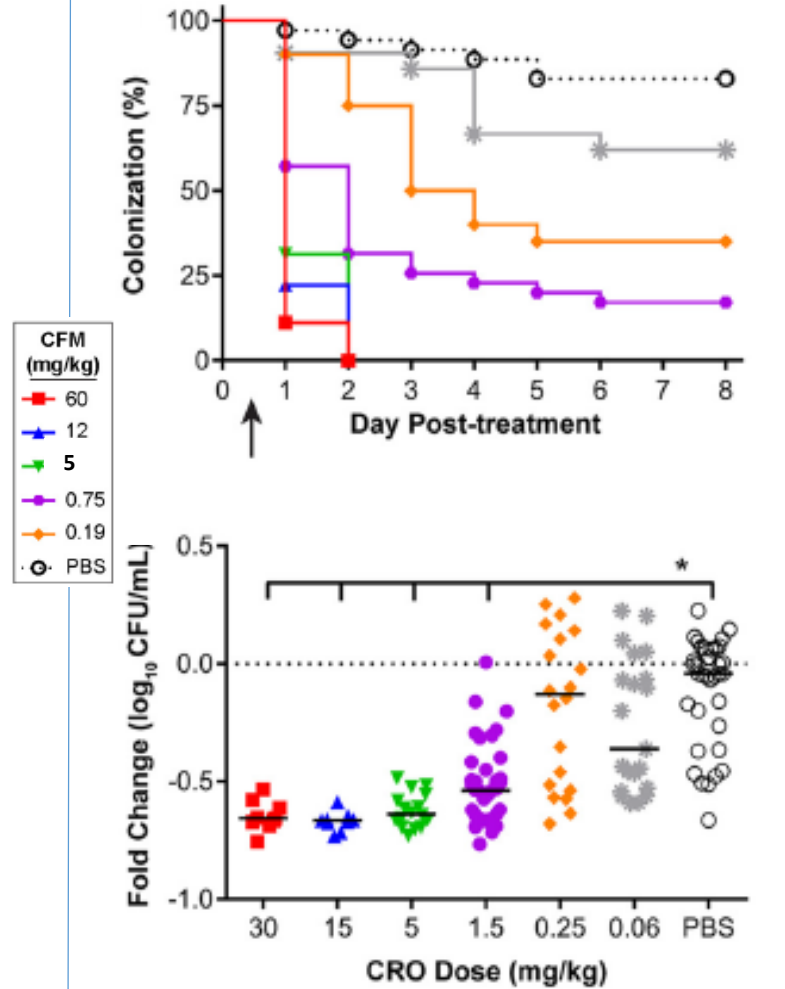 100
75
50
25
0
Colonization (%)
0 1 2 3 4 5 6 7 8
Day Post-treatment
CFM
(mg/kg)
60
12
5
0.75
0.19
PBS
0.5
0.0
-0.5
-1.0
Fold Change (log10 CFU/mL)
*
30 15 5 1.5 0.25 0.06 PBS
CRO Dose (mg/kg)